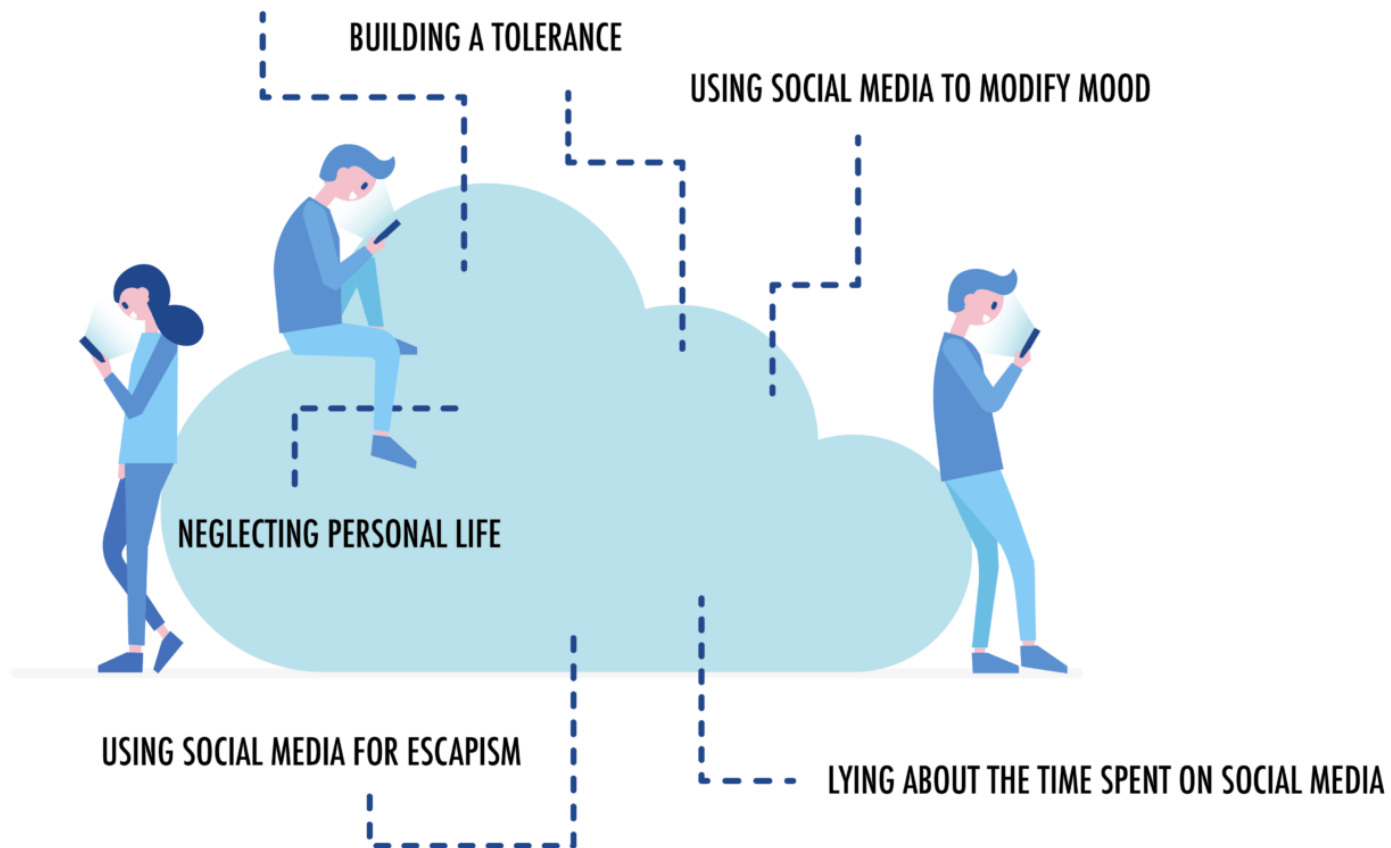 BUILDING A TOLERANCE
USING SOCIAL MEDIA TO MODIFY MOOD
NEGLECTING PERSONAL LIFE
USING SOCIAL MEDIA FOR ESCAPISM
LYING ABOUT THE TIME SPENT ON SOCIAL MEDIA